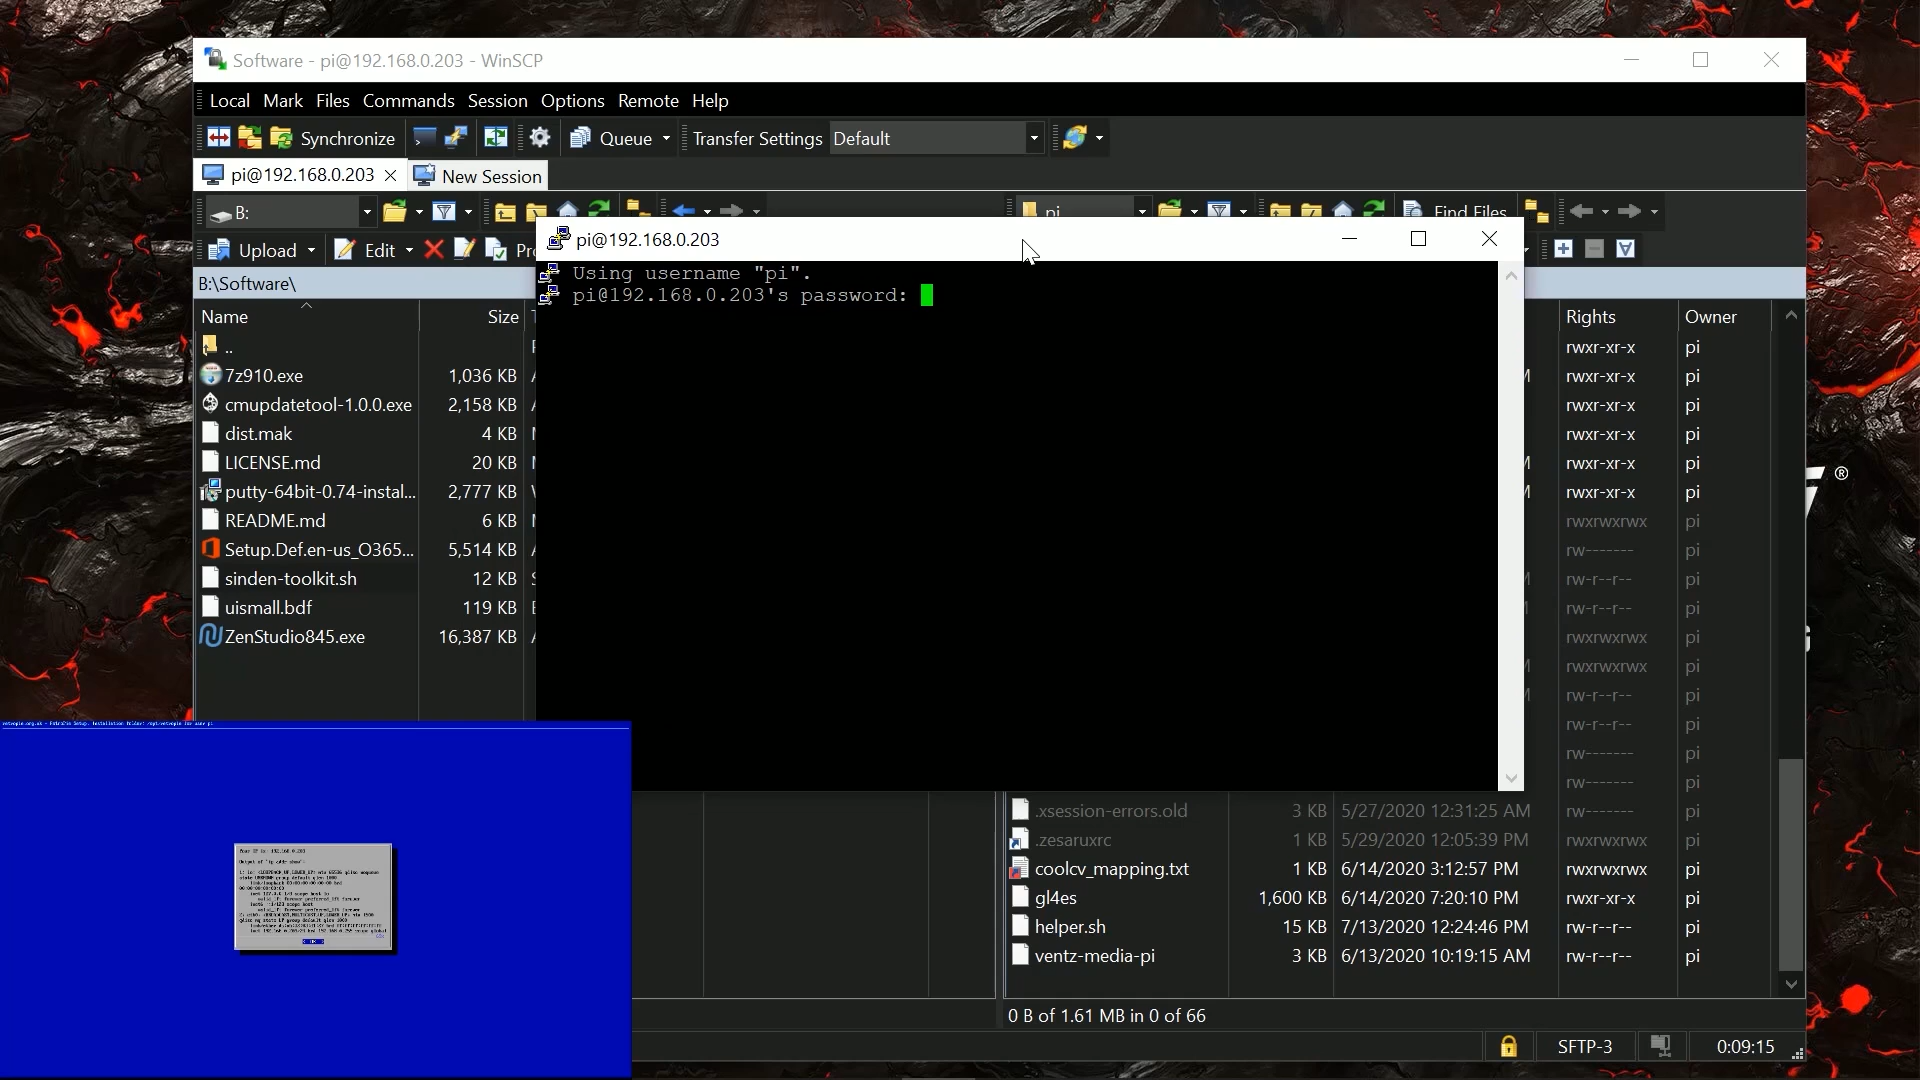 Software - pi@192.168.0.203 - WinSCP
Local Mark Files Commands Session Options Remote Help
Synchronize Queue Transfer Settings Default
pi@192.168.0.203 New Session
B: pi Find Files
Upload Edit
pi@192.168.0.203
B:\Software\
Using username "pi".
pi@192.168.0.203's password:
Name Size Rights Owner
.. rwxr-xr-x pi
7z910.exe 1,036 KB rwxr-xr-x pi
cmupdatetool-1.0.0.exe 2,158 KB rwxr-xr-x pi
dist.mak 4 KB rwxr-xr-x pi
LICENSE.md 20 KB rwxr-xr-x pi
putty-64bit-0.74-instal... 2,777 KB rwxr-xr-x pi
README.md 6 KB rwxrwxrwx pi
Setup.Def.en-us_O365... 5,514 KB rw------- pi
sinden-toolkit.sh 12 KB rw-r--r-- pi
uismall.bdf 119 KB rw-r--r-- pi
ZenStudio845.exe 16,387 KB rwxrwxrwx pi
rwxrwxrwx pi
rw-r--r-- pi
rw-r--r-- pi
rw------- pi
rw------- pi
.xsession-errors.old 3 KB 5/27/2020 12:31:25 AM rw------- pi
.zesaruxrc 1 KB 5/29/2020 12:05:39 PM rwxrwxrwx pi
coolcv_mapping.txt 1 KB 6/14/2020 3:12:57 PM rwxrwxrwx pi
gl4es 1,600 KB 6/14/2020 7:20:10 PM rwxr-xr-x pi
helper.sh 15 KB 7/13/2020 12:24:46 PM rw-r--r-- pi
ventz-media-pi 3 KB 6/13/2020 10:19:15 AM rw-r--r-- pi
0 B of 1.61 MB in 0 of 66
SFTP-3 0:09:15
Your IP is: 192.168.0.203